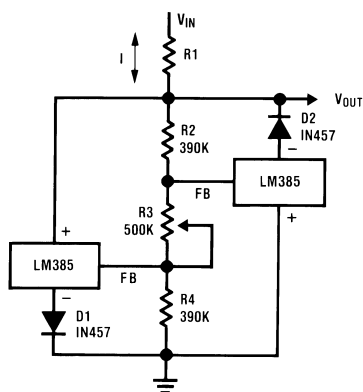 VIN
I
R1
VOUT
R2
390K
D2
IN457
−
FB
LM385
+
R3
500K
+
LM385
FB
−
D1
IN457
R4
390K